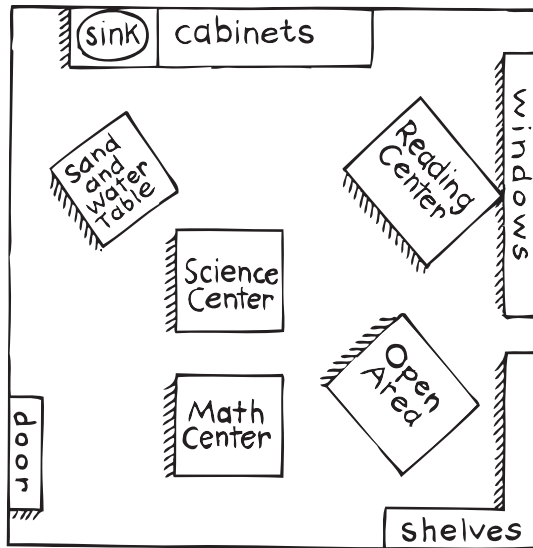 sink
cabinets
windows
Sand
and
water
Table
Reading
Center
Science
Center
Open
Area
Math
Center
door
shelves